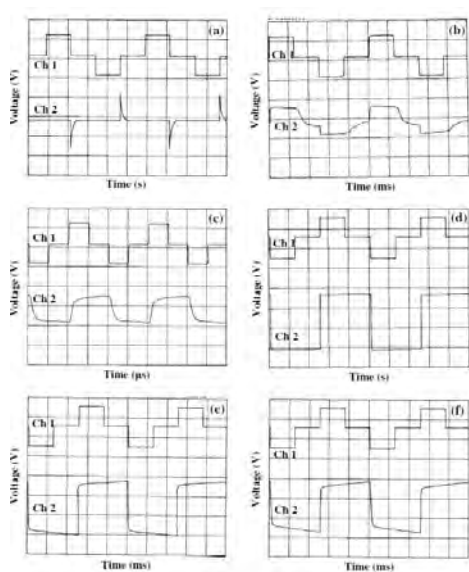 (a)
Ch 1
Ch 2
Voltage (V)
Time (s)
(b)
Ch 1
Ch 2
Voltage (V)
Time (ms)
(c)
Ch 1
Ch 2
Voltage (V)
Time (µs)
(d)
Ch 1
Ch 2
Voltage (V)
Time (s)
(e)
Ch 1
Ch 2
Voltage (V)
Time (ms)
(f)
Ch 1
Ch 2
Voltage (V)
Time (ms)